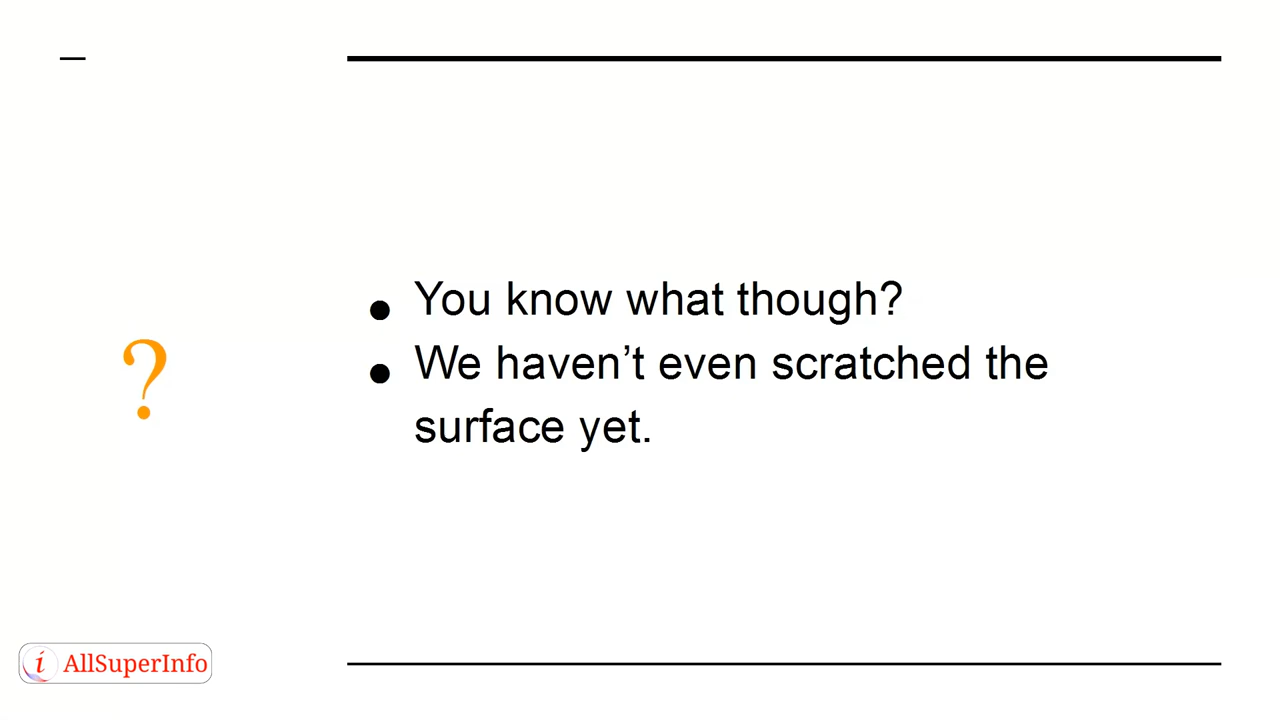 • You know what though?
• We haven’t even scratched the
surface yet.
?
i AllSuperInfo